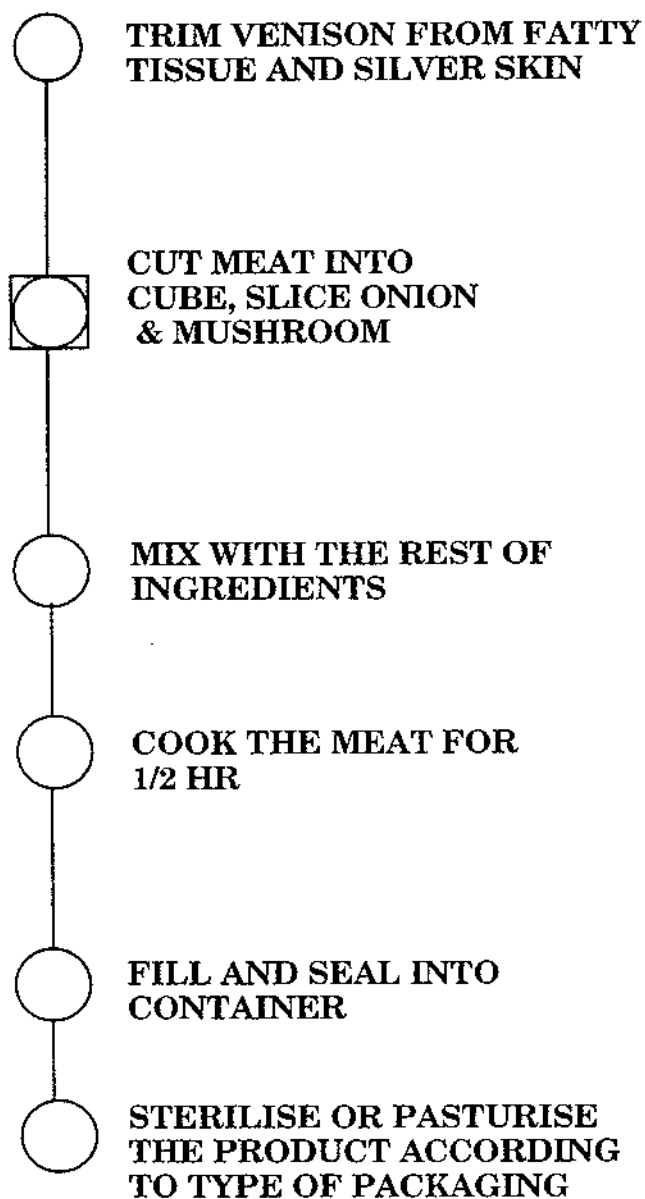 TRIM VENISON FROM FATTY
TISSUE AND SILVER SKIN
CUT MEAT INTO
CUBE, SLICE ONION
& MUSHROOM
MIX WITH THE REST OF
INGREDIENTS
COOK THE MEAT FOR
1/2 HR
FILL AND SEAL INTO
CONTAINER
STERILISE OR PASTURISE
THE PRODUCT ACCORDING
TO TYPE OF PACKAGING